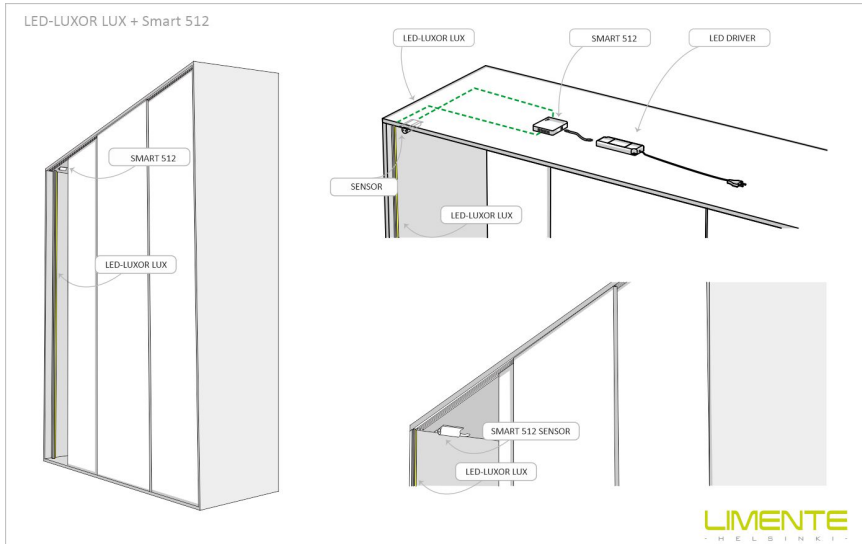 LED-LUXOR LUX + Smart 512
SMART 512
LED-LUXOR LUX
LED-LUXOR LUX
SMART 512
LED DRIVER
SENSOR
LED-LUXOR LUX
SMART 512 SENSOR
LED-LUXOR LUX
LIMENTE
· HELSINKI ·